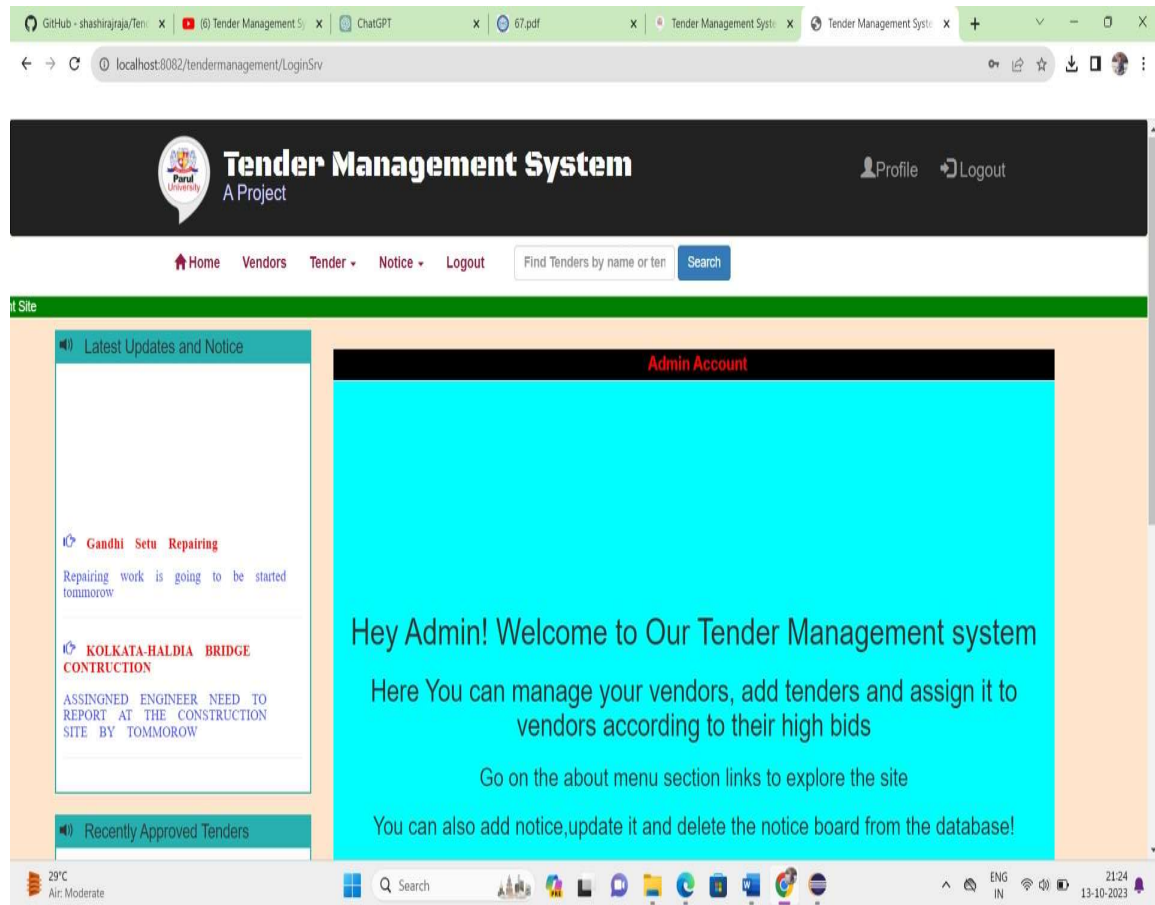 GitHub - shashirajraja/Ten
(6) Tender Management Sy
ChatGPT
67.pdf
Tender Management Syste
Tender Management Syste
localhost:8082/tendermanagement/LoginSrv
Parul
University
Tender Management System
A Project
Profile
Logout
Home Vendors Tender Notice Logout Find Tenders by name or ten Search
nt Site
Latest Updates and Notice
Admin Account
Gandhi Setu Repairing
Repairing work is going to be started
tommorow
KOLKATA-HALDIA BRIDGE
CONTRUCTION
ASSINGNED ENGINEER NEED TO
REPORT AT THE CONSTRUCTION
SITE BY TOMMOROW
Hey Admin! Welcome to Our Tender Management system
Here You can manage your vendors, add tenders and assign it to
vendors according to their high bids
Go on the about menu section links to explore the site
You can also add notice,update it and delete the notice board from the database!
Recently Approved Tenders
29°C
Air: Moderate
Search
ENG
IN
21:24
13-10-2023